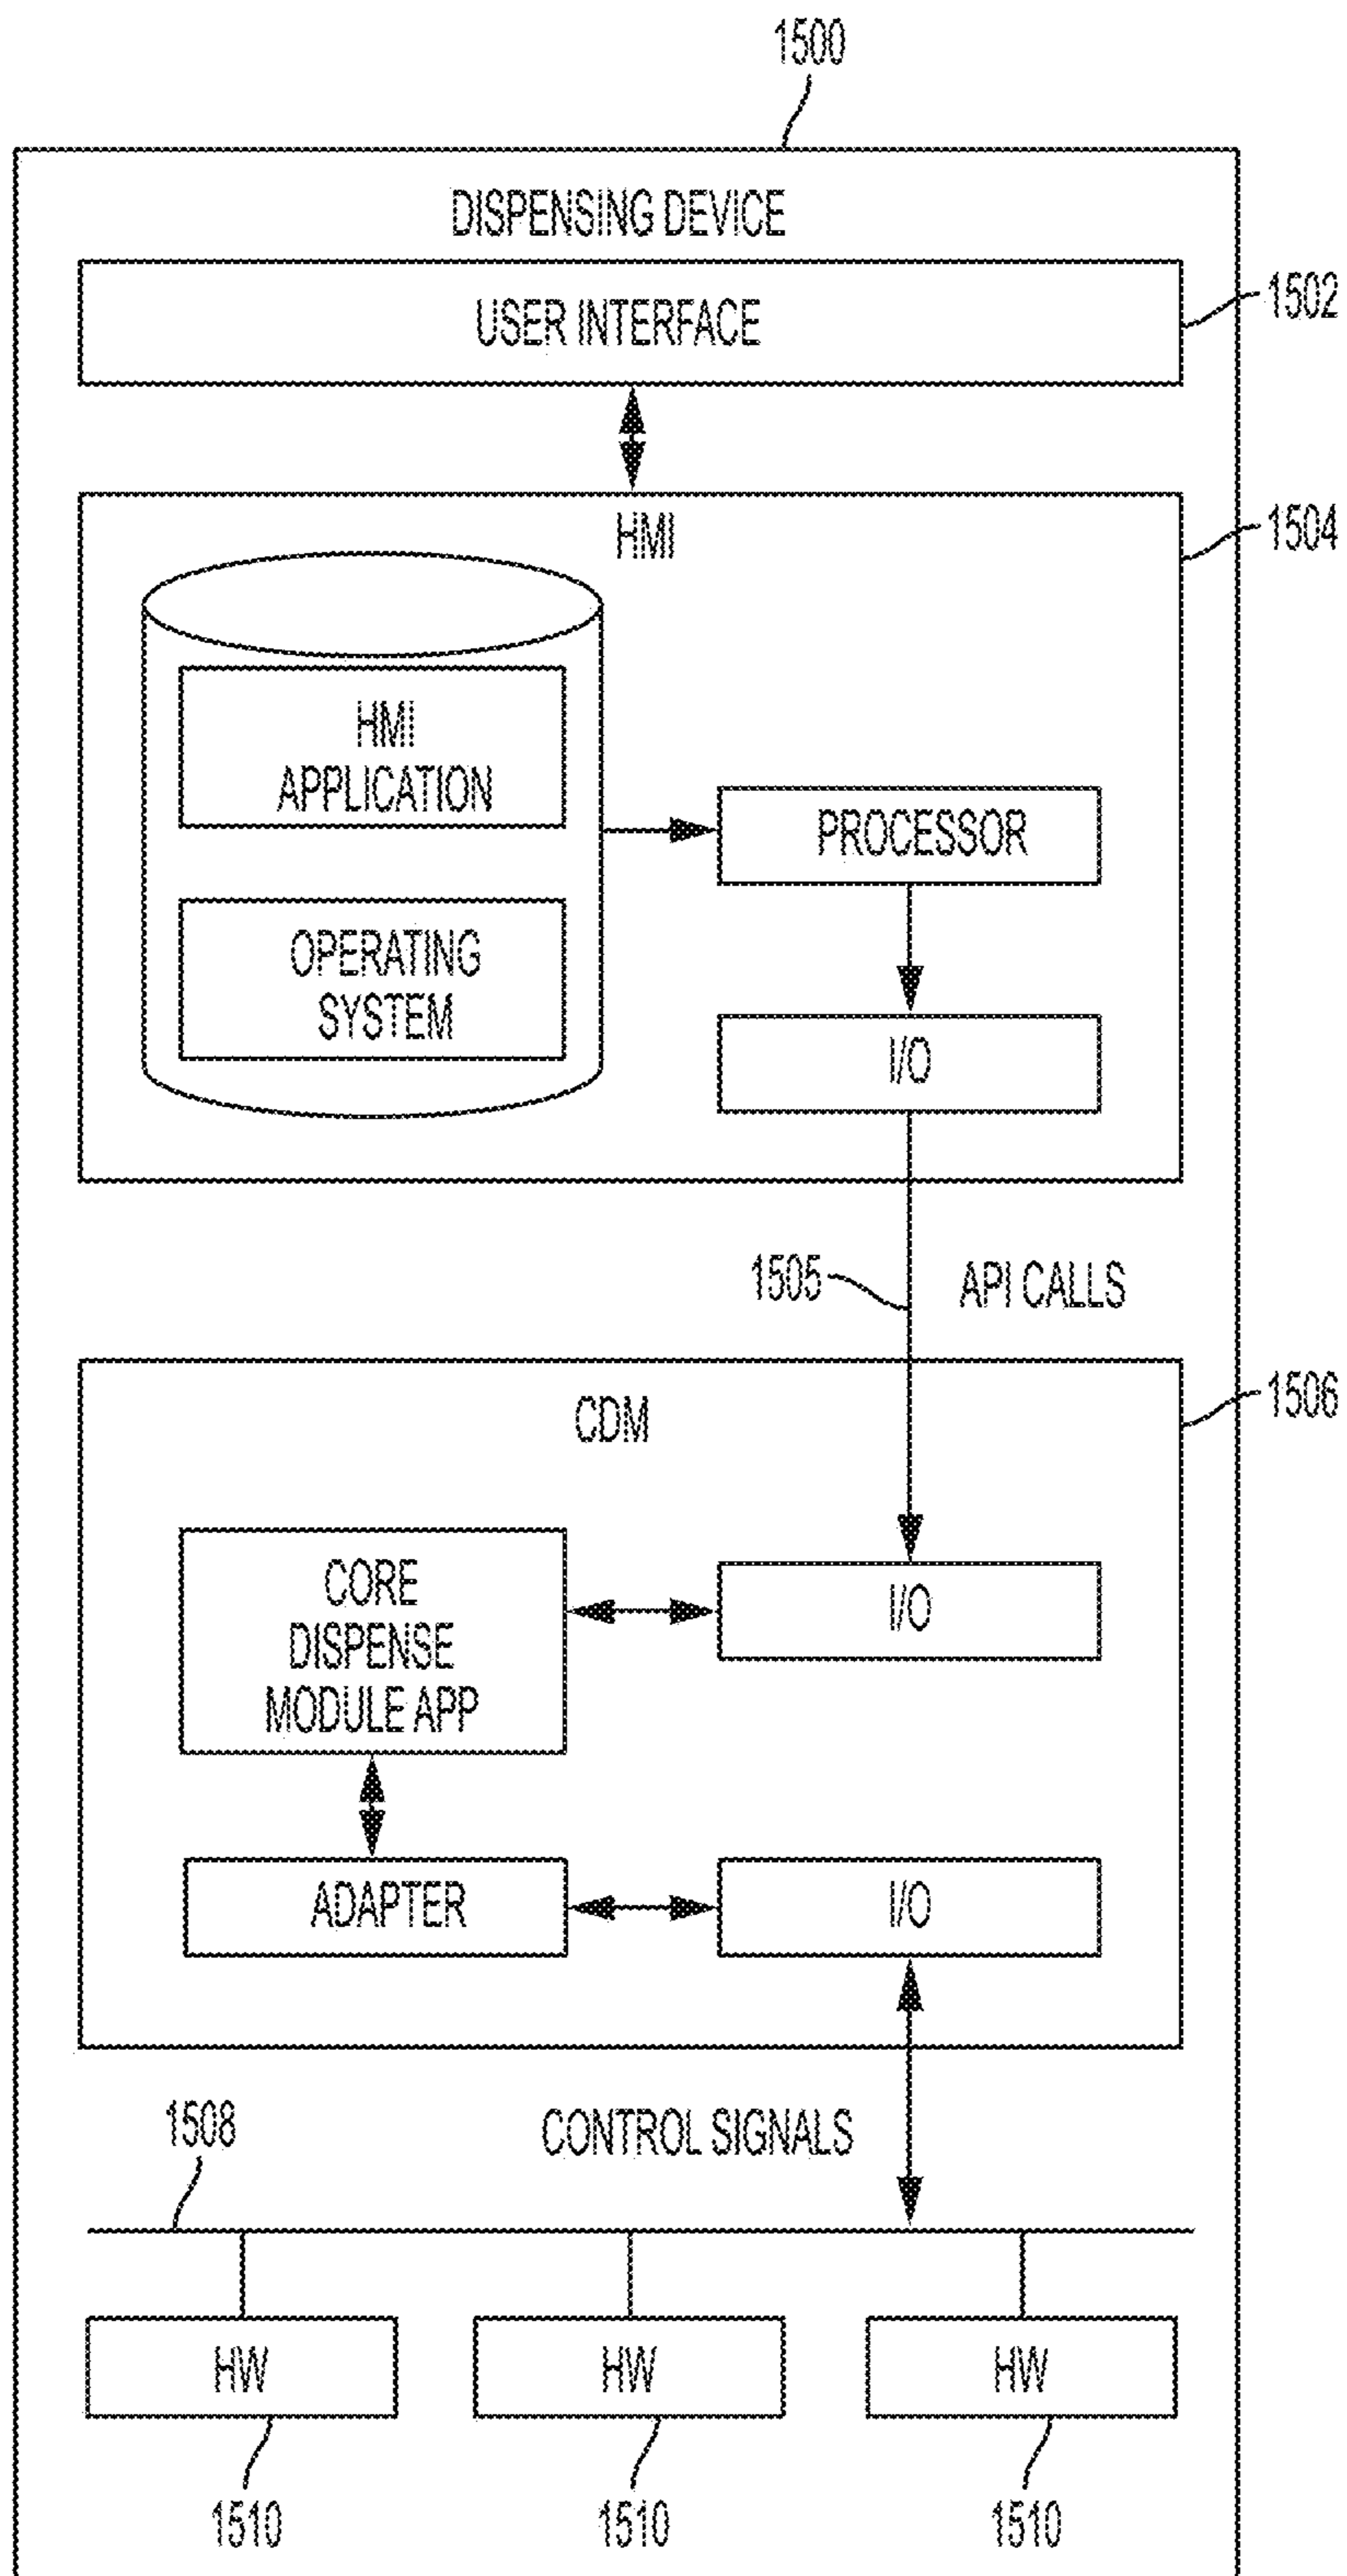 1500
DISPENSING DEVICE
USER INTERFACE
1502
HMI
1504
HMI
APPLICATION
PROCESSOR
OPERATING
SYSTEM
I/O
1505
API CALLS
CDM
1506
CORE
DISPENSE
MODULE APP
I/O
ADAPTER
I/O
1508
CONTROL SIGNALS
HW
HW
HW
1510
1510
1510